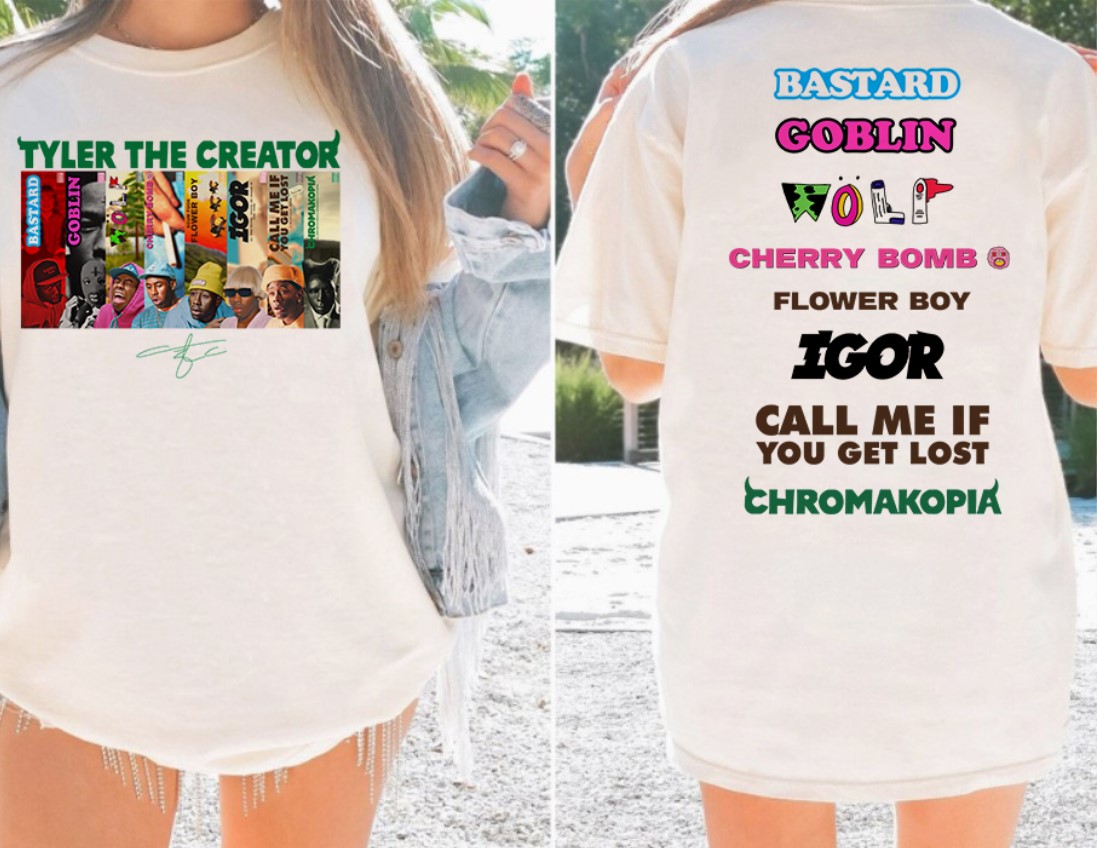 TYLER THE CREATOR
BASTARD
GOBLIN
WOLF
CHERRY BOMB
FLOWER BOY
IGOR
CALL ME IF
YOU GET LOST
CHROMAKOPIA
BASTARD
GOBLIN
WÖLF
CHERRY BOMB
FLOWER BOY
IGOR
CALL ME IF
YOU GET LOST
CHROMAKOPIA